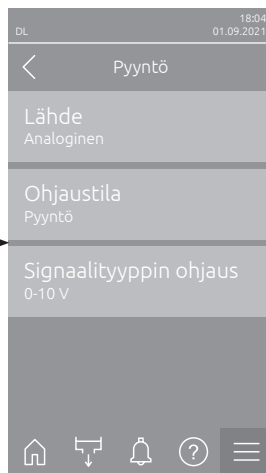 18:04
DL
01.09.2021
Pyyntö
Lähde
Analoginen
Ohjaustila
Pyyntö
Signaalityyppin ohjaus
0-10 V
?